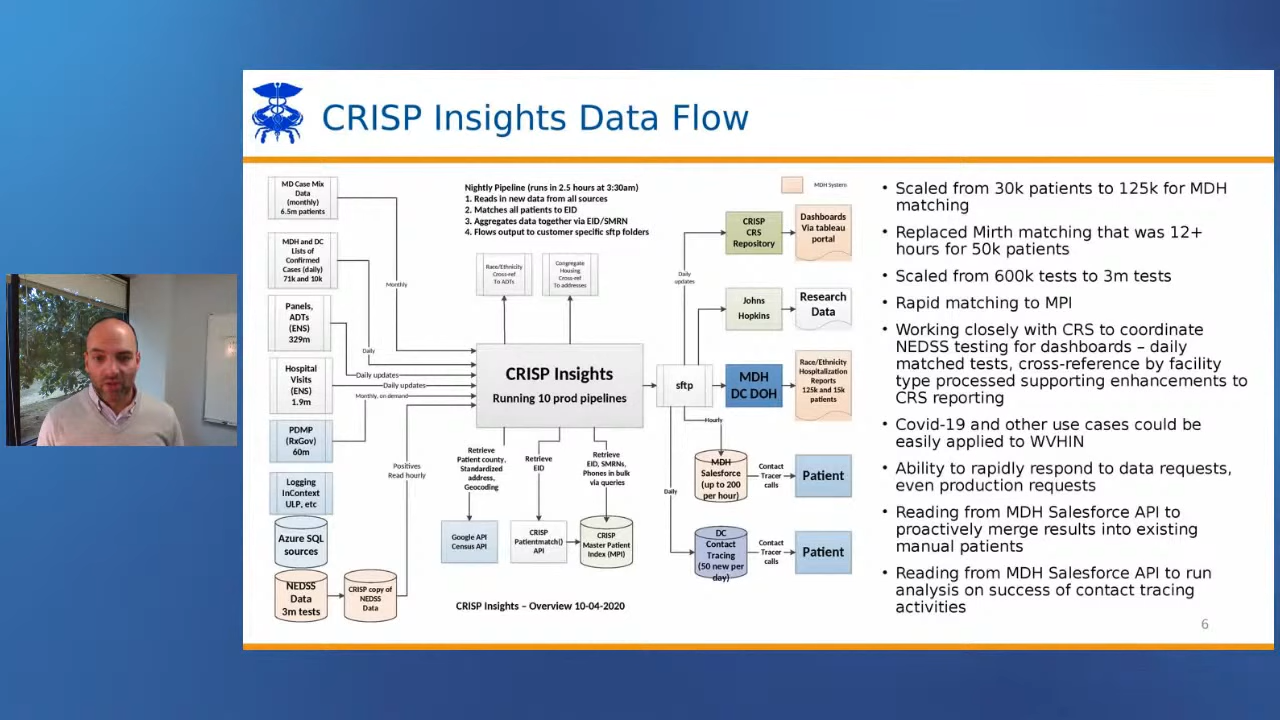 CRISP Insights Data Flow
MD Case Mix
Data
(monthly)
6.5m patients
MDH and DC
Lists of
Confirmed
Cases (daily)
71k and 10k
Panels,
ADTs
(ENS)
329m
Hospital
Visits
(ENS)
1.9m
PDMP
(RxGov)
60m
Logging
InContext
ULP, etc
Azure SQL
sources
NEDSS
Data
3m tests
CRISP copy of
NEDSS
Data
Monthly
Daily
Daily updates
Daily updates
Monthly, on-demand
Positives
Read hourly
Nightly Pipeline (runs in 2.5 hours at 3:30am)
1. Reads in new data from all sources
2. Matches all patients to EID
3. Aggregates data together via EID/SMRN
4. Flows output to customer specific sftp folders
Race/Ethnicity
Cross-ref
To ADTs
Congregate
Housing
Cross-ref
To addresses
CRISP Insights
Running 10 prod pipelines
Retrieve
Patient county,
Standardized
address,
Geocoding
Retrieve
EID
Retrieve
EID, SMRNs,
Phones in bulk
via queries
Google API
Census API
CRISP
Patientmatch()
API
CRISP
Master Patient
Index (MPI)
CRISP Insights – Overview 10-04-2020
sftp
Daily
updates
Hourly
Daily
MDH System
CRISP
CRS
Repository
Dashboards
Via tableau
portal
Johns
Hopkins
Research
Data
MDH
DC DOH
Race/Ethnicity
Hospitalization
Reports
125k and 15k
patients
MDH
Salesforce
(up to 200
per hour)
Contact
Tracer
calls
Patient
DC
Contact
Tracing
(50 new per
day)
Contact
Tracer
calls
Patient
• Scaled from 30k patients to 125k for MDH
matching
• Replaced Mirth matching that was 12+
hours for 50k patients
• Scaled from 600k tests to 3m tests
• Rapid matching to MPI
• Working closely with CRS to coordinate
NEDSS testing for dashboards – daily
matched tests, cross-reference by facility
type processed supporting enhancements to
CRS reporting
• Covid-19 and other use cases could be
easily applied to WVHIN
• Ability to rapidly respond to data requests,
even production requests
• Reading from MDH Salesforce API to
proactively merge results into existing
manual patients
• Reading from MDH Salesforce API to run
analysis on success of contact tracing
activities
6